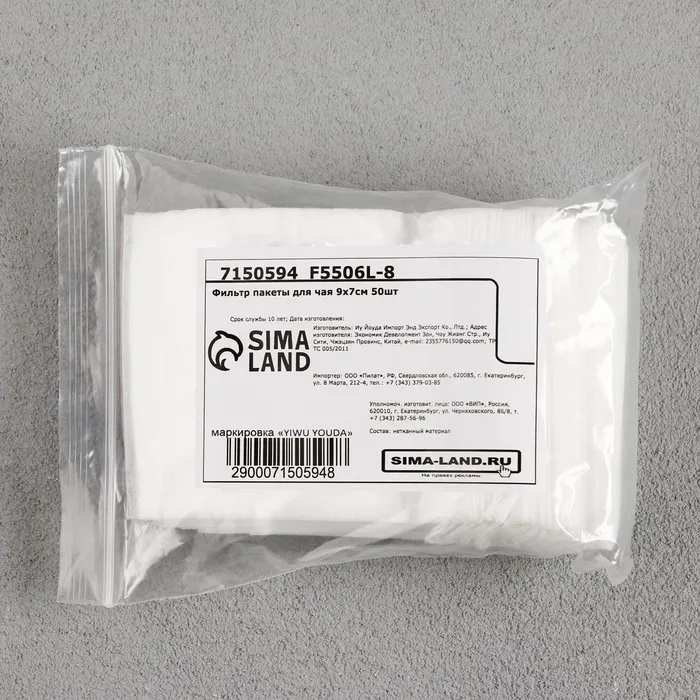 7150594 F5506L-8
Фильтр пакеты для чая 9х7см 50шт
Срок службы 10 лет; Дата изготовления:
SIMA
LAND
Изготовитель: Иу Йоуда Импорт Энд Экспорт Ко., Лтд.; Адрес
изготовителя: Экономик Девелопмент Зон, Чоу Жианг Стр., Иу
Сити, Чжэцзян Провинс, Китай, e-mail: 2355776150@qq.com; ТР
ТС 005/2011
Импортер: ООО «Пилат», РФ, Свердловская обл., 620085, г. Екатеринбург,
ул. 8 Марта, 212-4, тел.: +7 (343) 379-03-85
Уполномоч. изготовит. лицо: ООО «ВИП», Россия,
620010, г. Екатеринбург, ул. Черняховского, 86/8, т.
+7 (343) 287-56-96
Состав: нетканный материал
маркировка «YIWU YOUDA»
2900071505948
SIMA-LAND.RU
На правах рекламы